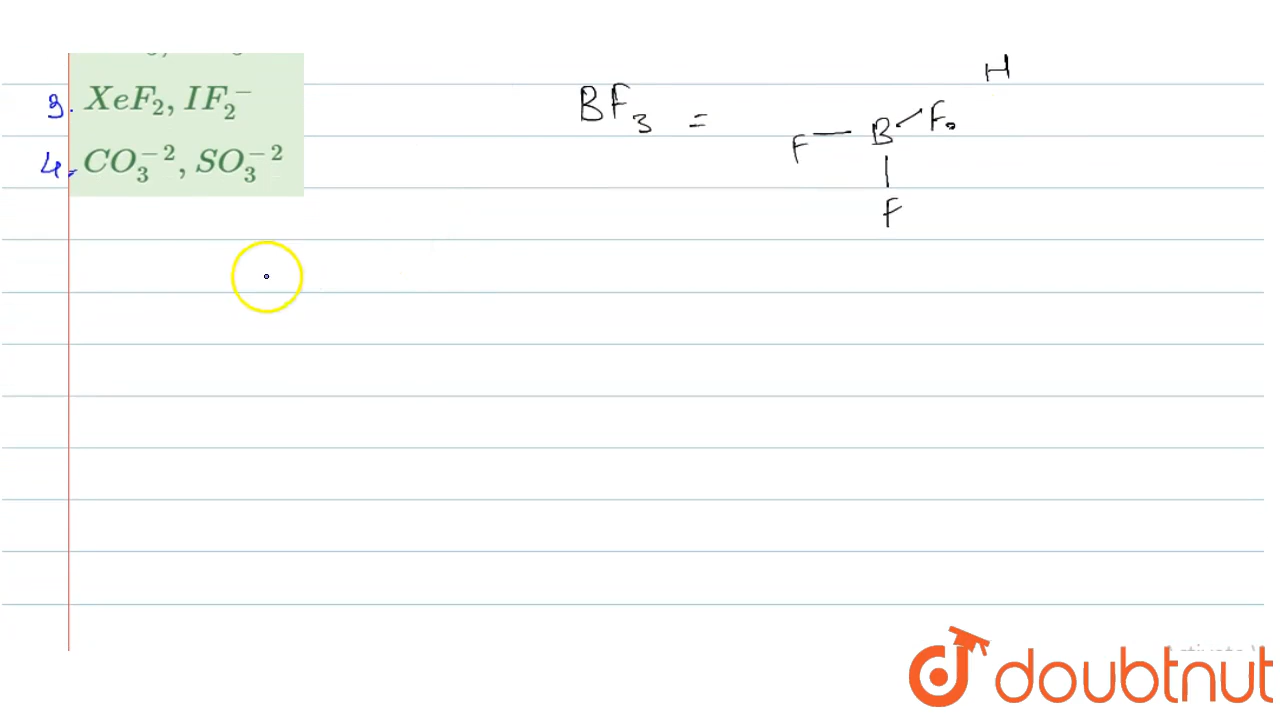 3. XeF₂, IF₂⁻
4. CO₃⁻², SO₃⁻²
BF₃ =
H
F — B — F
F
doubtnut